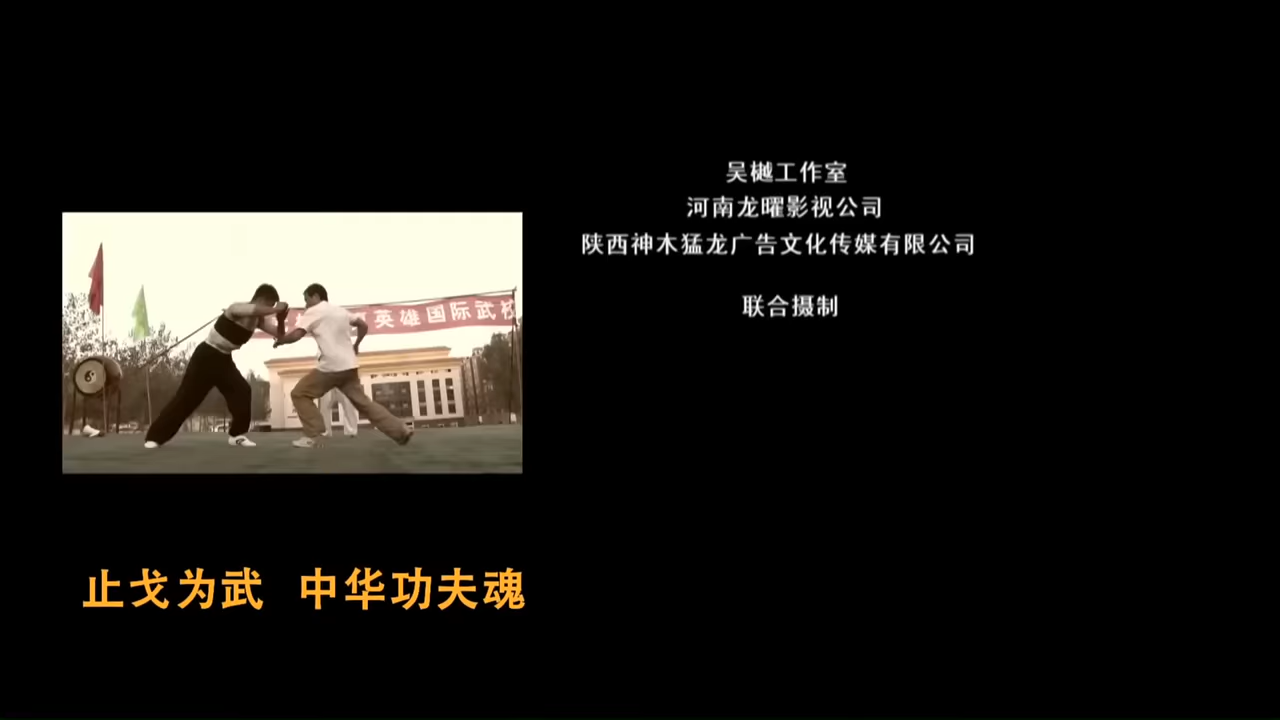 吴樾工作室
河南龙曜影视公司
陕西神木猛龙广告文化传媒有限公司
联合摄制
英雄国际武校
止戈为武 中华功夫魂